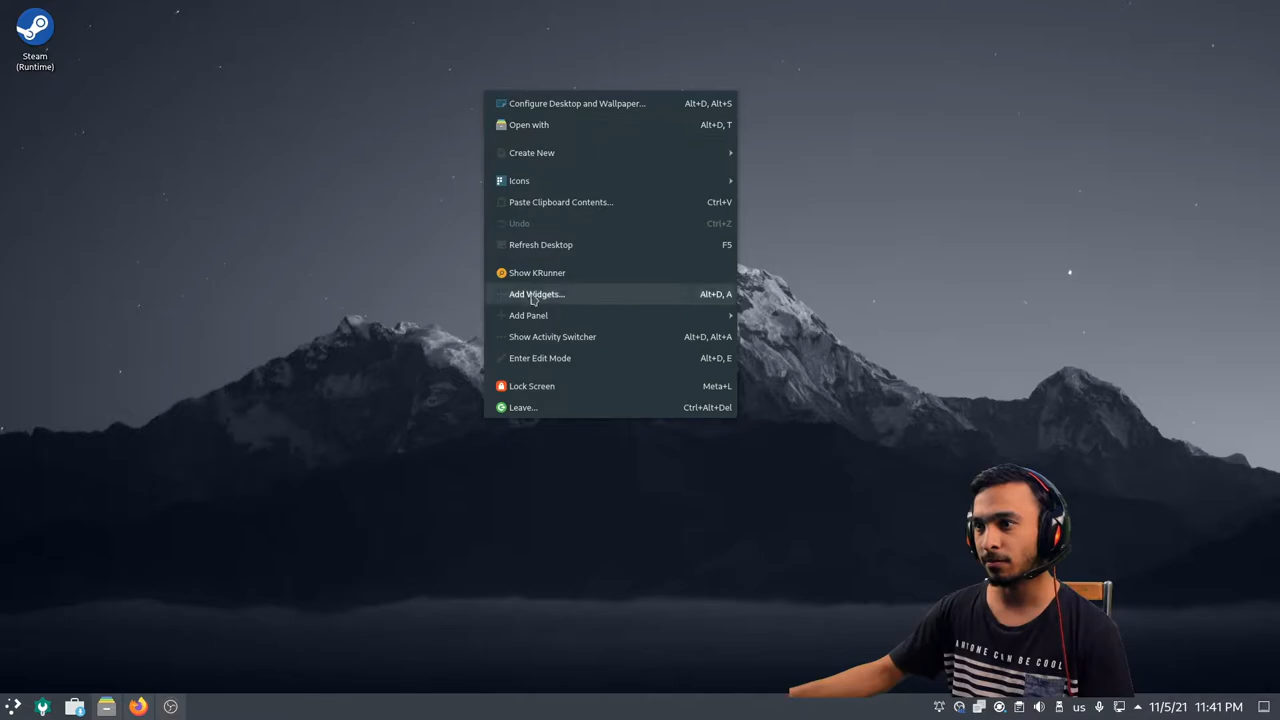 Steam
(Runtime)
Configure Desktop and Wallpaper... Alt+D, Alt+S
Open with Alt+D, T
Create New
Icons
Paste Clipboard Contents... Ctrl+V
Undo Ctrl+Z
Refresh Desktop F5
Show KRunner
Add Widgets... Alt+D, A
Add Panel
Show Activity Switcher Alt+D, Alt+A
Enter Edit Mode Alt+D, E
Lock Screen Meta+L
Leave... Ctrl+Alt+Del
ANYONE CAN BE COOL
us 11/5/21 11:41 PM